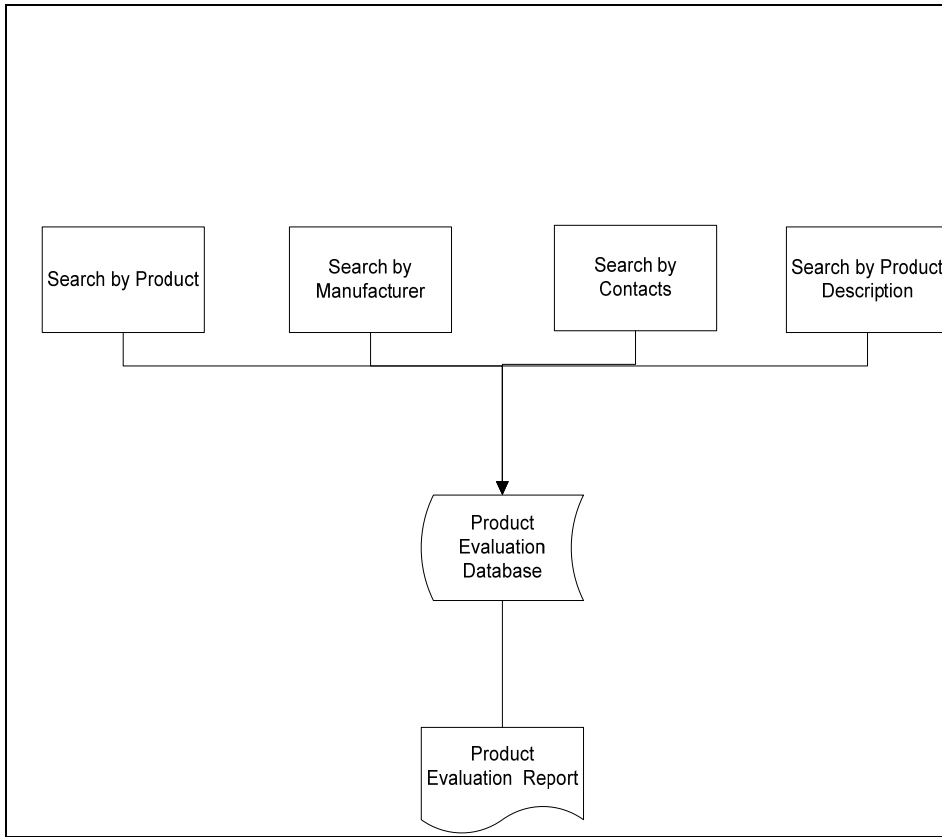 Search by Product
Search by
Manufacturer
Search by
Contacts
Search by Product
Description
Product
Evaluation
Database
Product
Evaluation Report